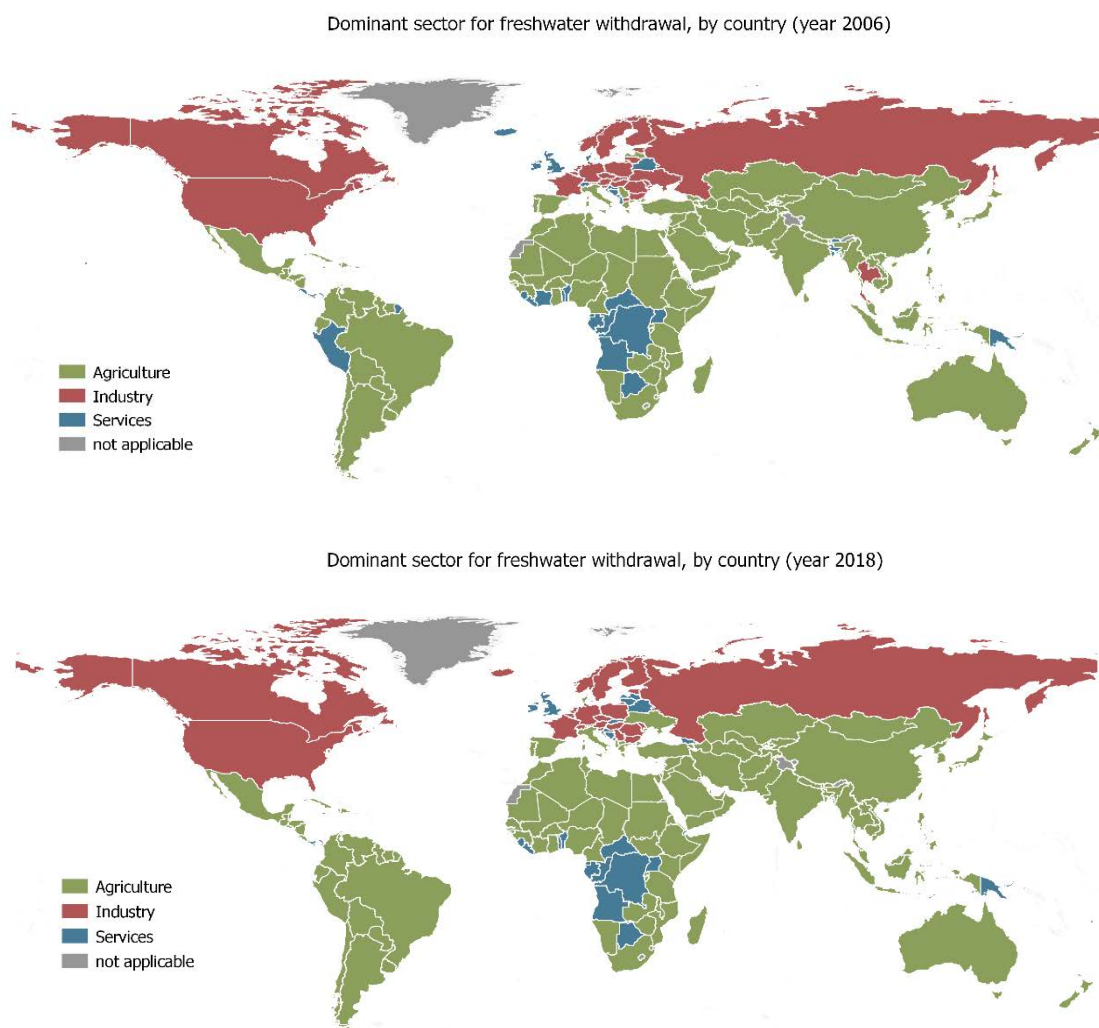 Dominant sector for freshwater withdrawal, by country (year 2006)
Agriculture
Industry
Services
not applicable
Dominant sector for freshwater withdrawal, by country (year 2018)
Agriculture
Industry
Services
not applicable